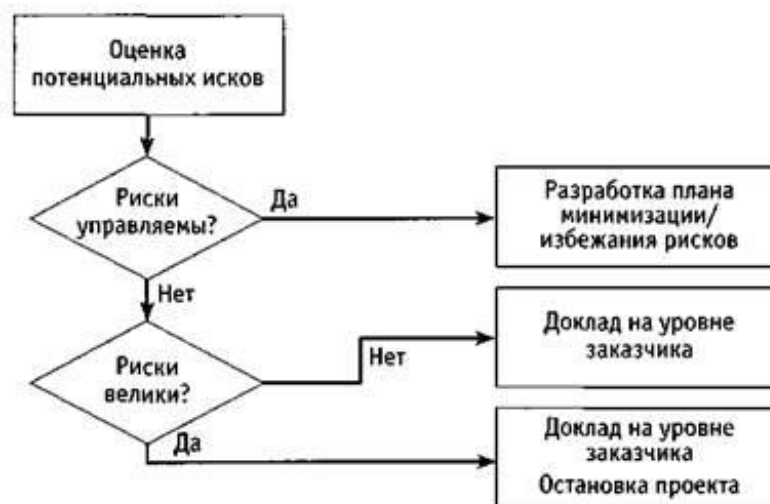 Оценка
потенциальных исков
Риски
управляемы?
Да
Разработка плана
минимизации/
избежания рисков
Нет
Риски
велики?
Нет
Доклад на уровне
заказчика
Да
Доклад на уровне
заказчика
Остановка проекта